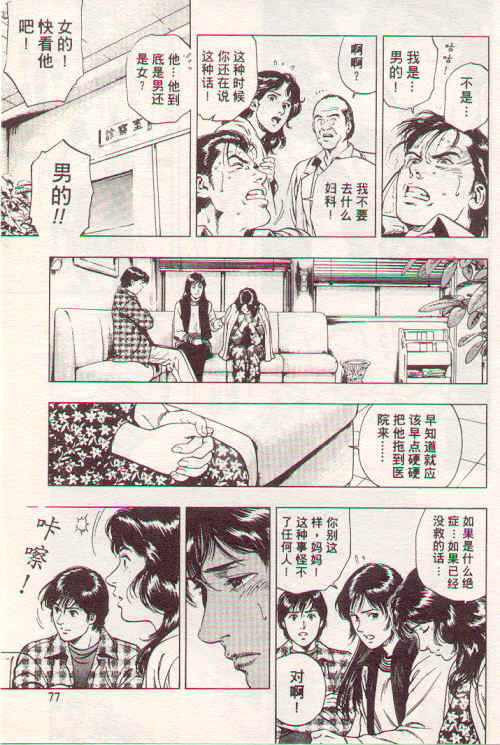 咕咕！
不是…
我是…
男的！
啊啊？
这种时候
你还在说
这种话！
我不要
去什么
妇科！
他…他到
底是男还
是女？
女的！
快看他
吧！
诊察室
男的!!
早知道就应
该早点硬硬
把他拖到医
院来……
如果是什么绝
症…如果已经
没救的话…
你别这
样，妈妈！
这种事怪不
了任何人！
对啊！
咔嚓！
77